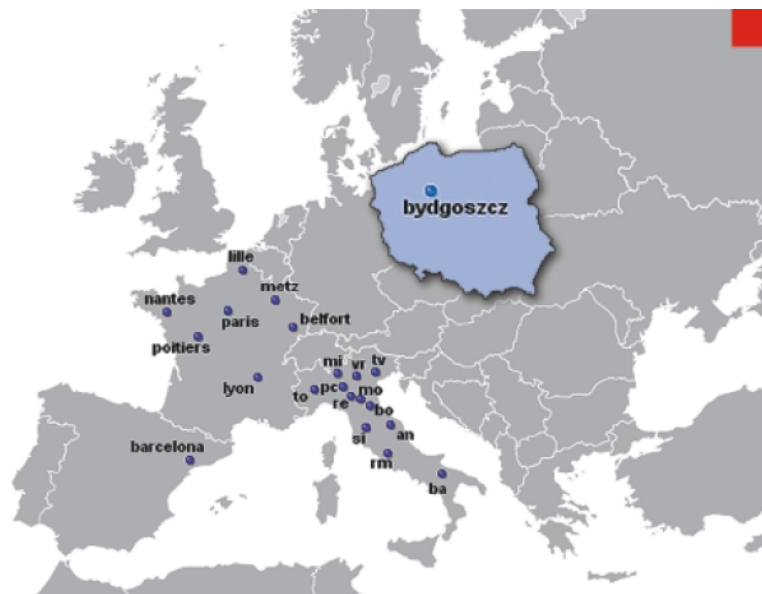 bydgoszcz
lille
metz
nantes
paris
belfort
poitiers
mi
vr
tv
lyon
to
pc
mo
re
bo
si
an
barcelona
rm
ba